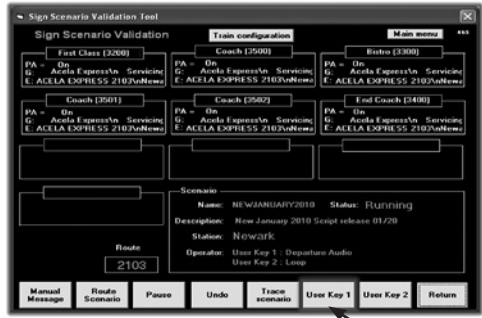 Sign Scenario Validation Tool
Sign Scenario Validation
Train configuration
Main menu
465
First Class (3200)
PA = On
G: Acela Express\n Servicing
E: ACELA EXPRESS 2103\nNewa
Coach (3500)
PA = On
G: Acela Express\n Servicing
E: ACELA EXPRESS 2103\nNewa
Bistro (3300)
PA = On
G: Acela Express\n Servicing
E: ACELA EXPRESS 2103\nNewa
Coach (3501)
PA = On
G: Acela Express\n Servicing
E: ACELA EXPRESS 2103\nNewa
Coach (3502)
PA = On
G: Acela Express\n Servicing
E: ACELA EXPRESS 2103\nNewa
End Coach (3400)
PA = On
G: Acela Express\n Servicing
E: ACELA EXPRESS 2103\nNewa
Scenario
Name: NEWJANUARY2010 Status: Running
Description: New January 2010 Script release 01/20
Station: Newark
Operator: User Key 1 : Departure Audio
User Key 2 : Loop
Route
2103
Manual Message
Route Scenario
Pause
Undo
Trace scenario
User Key 1
User Key 2
Return